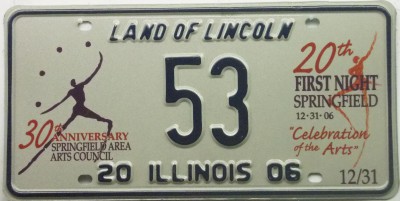 LAND OF LINCOLN
53
30th ANNIVERSARY
SPRINGFIELD AREA
ARTS COUNCIL
20th
FIRST NIGHT
SPRINGFIELD
12·31·06
"Celebration
of the Arts"
20 ILLINOIS 06
12/31